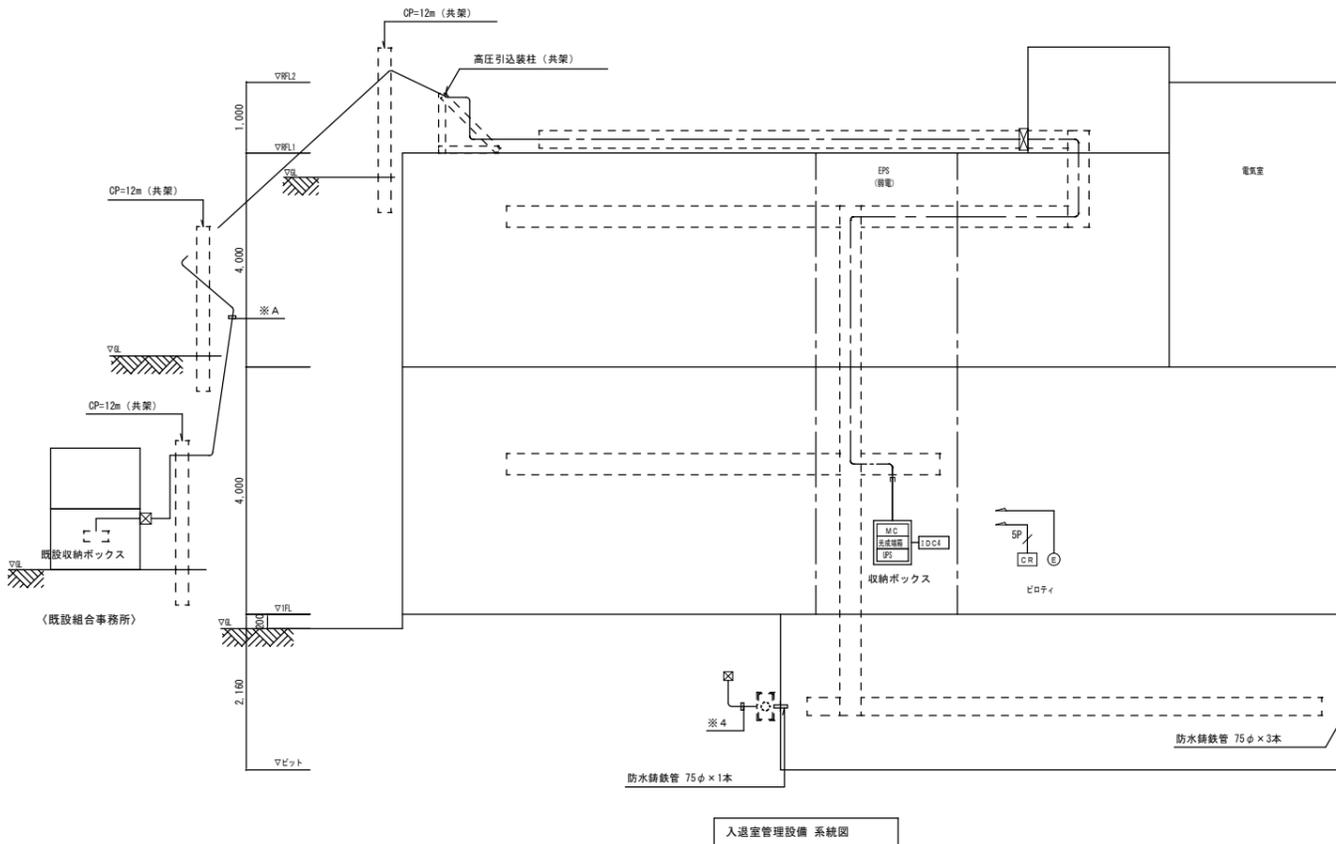 CP=12m (共架)
高圧引込装柱 (共架)
▽RFL2
1,000
▽RFL1
▽GL
EPS
(弱電)
電気室
CP=12m (共架)
4,000
※A
▽GL
CP=12m (共架)
4,000
MC
光成端箱
UPS
IDC4
収納ボックス
5P
CR
E
ピロティ
既設収納ボックス
▽GL
〈既設組合事務所〉
▽1FL
200
▽GL
2,160
※4
防水鋳鉄管 75φ×3本
▽ピット
防水鋳鉄管 75φ×1本
入退室管理設備 系統図